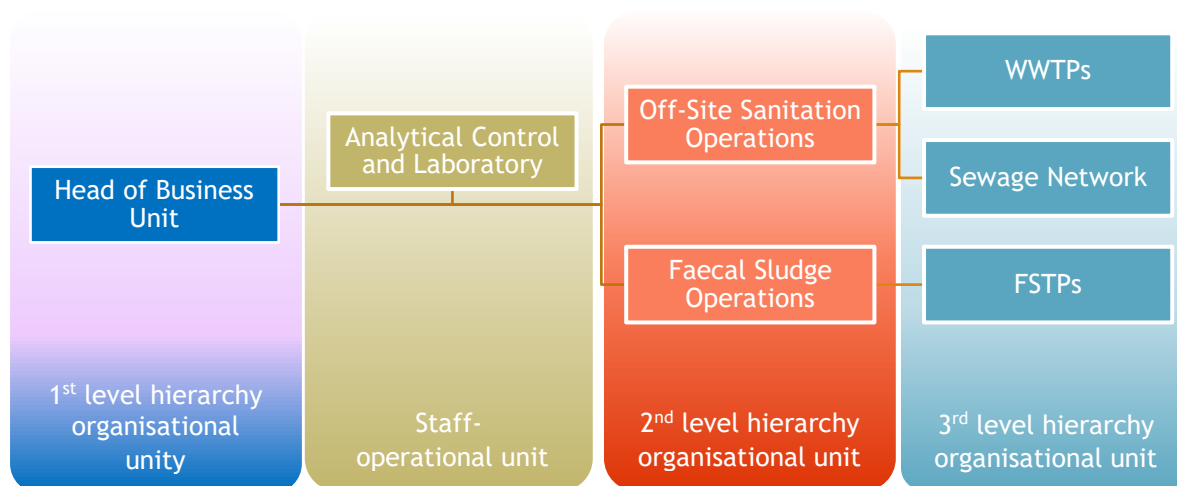 Head of Business
Unit
Analytical Control
and Laboratory
Off-Site Sanitation
Operations
Faecal Sludge
Operations
WWTPs
Sewage Network
FSTPs
1st level hierarchy
organisational
unity
Staff-
operational unit
2nd level hierarchy
organisational unit
3rd level hierarchy
organisational unit